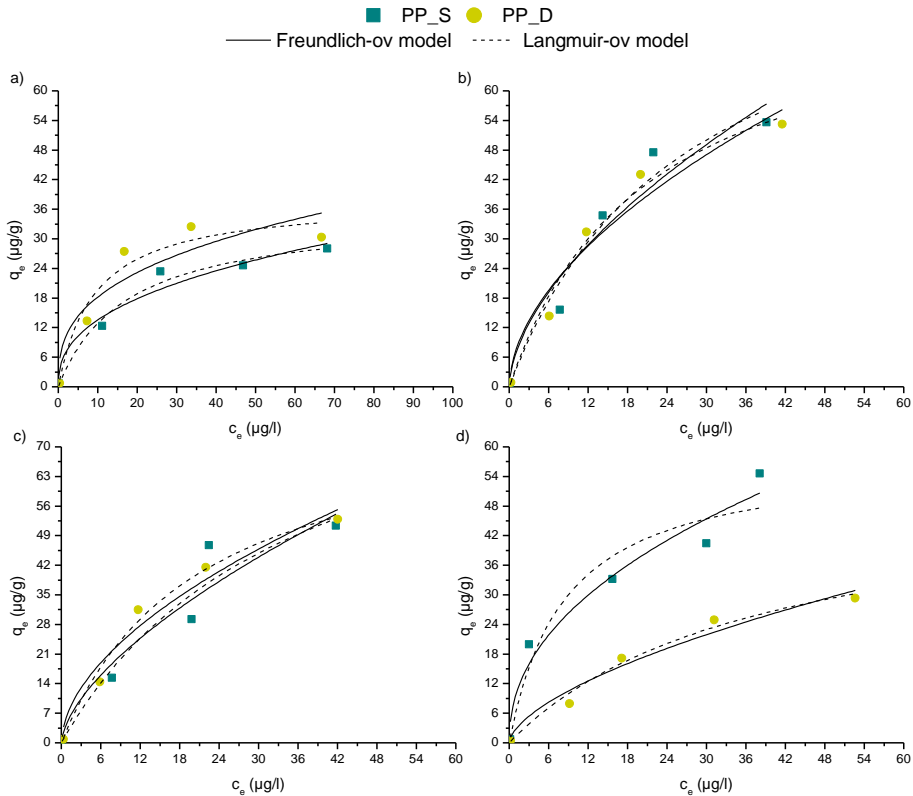 PP_S PP_D
Freundlich-ov model Langmuir-ov model
a)
60
54
48
42
36
30
24
18
12
6
0
q_e (µg/g)
0 10 20 30 40 50 60 70 80 90 100
c_e (µg/l)
b)
60
54
48
42
36
30
24
18
12
6
0
q_e (µg/g)
0 6 12 18 24 30 36 42 48 54 60
c_e (µg/l)
c)
70
63
56
49
42
35
28
21
14
7
0
q_e (µg/g)
0 6 12 18 24 30 36 42 48 54 60
c_e (µg/l)
d)
60
54
48
42
36
30
24
18
12
6
0
q_e (µg/g)
0 6 12 18 24 30 36 42 48 54 60
c_e (µg/l)